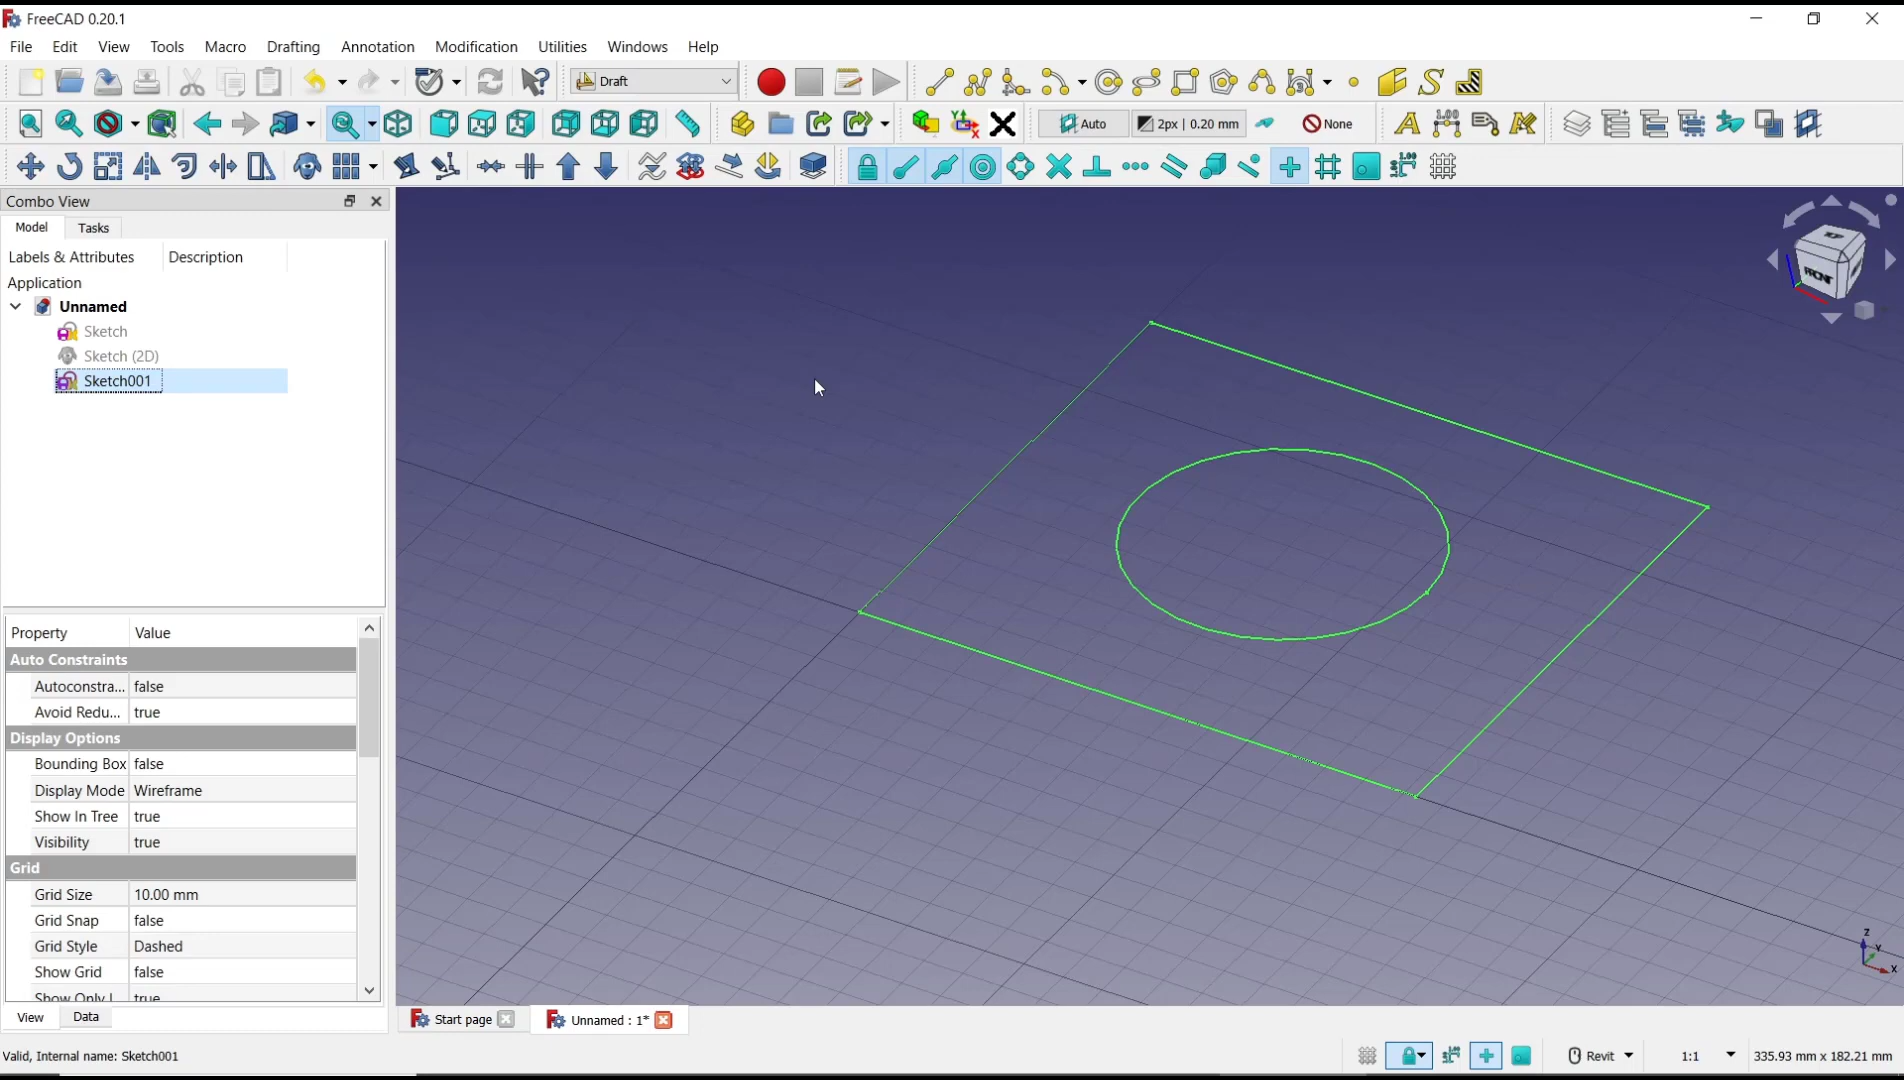 FreeCAD 0.20.1
File Edit View Tools Macro Drafting Annotation Modification Utilities Windows Help
Draft
Auto 2px | 0.20 mm None
Combo View
Model Tasks
Labels & Attributes Description
Application
Unnamed
Sketch
Sketch (2D)
Sketch001
Property Value
Auto Constraints
Autoconstra... false
Avoid Redu... true
Display Options
Bounding Box false
Display Mode Wireframe
Show In Tree true
Visibility true
Grid
Grid Size 10.00 mm
Grid Snap false
Grid Style Dashed
Show Grid false
Show Only I... true
View Data
FRONT
Z
Y
X
Start page Unnamed : 1*
Valid, Internal name: Sketch001
Revit 1:1 335.93 mm x 182.21 mm